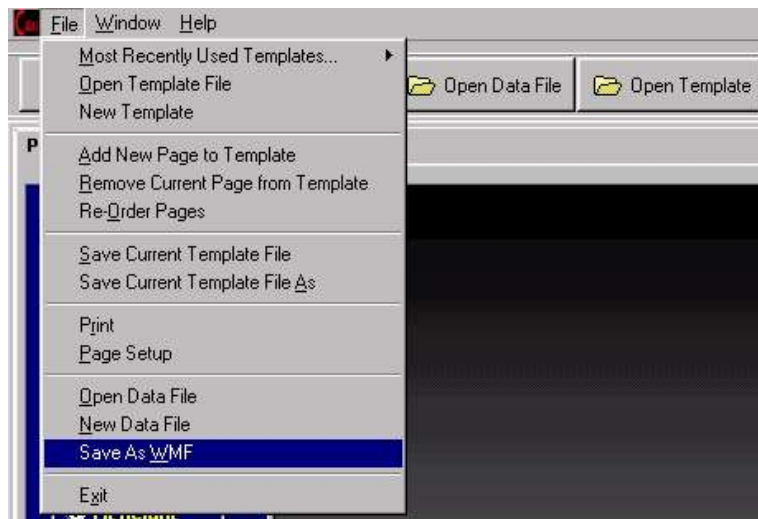 File Window Help
Most Recently Used Templates...
Open Template File
New Template
Open Data File
Open Template
P
Add New Page to Template
Remove Current Page from Template
Re-Order Pages
Save Current Template File
Save Current Template File As
Print
Page Setup
Open Data File
New Data File
Save As WMF
Exit